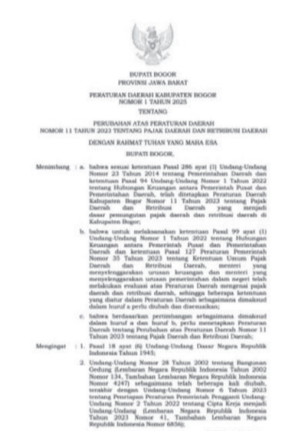 BUPATI BOGOR
PROVINSI JAWA BARAT
PERATURAN DAERAH KABUPATEN BOGOR
NOMOR 1 TAHUN 2025
TENTANG
PERUBAHAN ATAS PERATURAN DAERAH
NOMOR 11 TAHUN 2023 TENTANG PAJAK DAERAH DAN RETRIBUSI DAERAH
DENGAN RAHMAT TUHAN YANG MAHA ESA
BUPATI BOGOR,
Menimbang : a. bahwa sesuai ketentuan Pasal 286 ayat (1) Undang-Undang
Nomor 23 Tahun 2014 tentang Pemerintahan Daerah dan
ketentuan Pasal 94 Undang-Undang Nomor 1 Tahun 2022
tentang Hubungan Keuangan antara Pemerintah Pusat dan
Pemerintahan Daerah, telah ditetapkan Peraturan Daerah
Kabupaten Bogor Nomor 11 Tahun 2023 tentang Pajak
Daerah dan Retribusi Daerah yang menjadi
dasar pemungutan pajak daerah dan retribusi daerah di
Kabupaten Bogor;
b. bahwa untuk melaksanakan ketentuan Pasal 99 ayat (1)
Undang-Undang Nomor 1 Tahun 2022 tentang Hubungan
Keuangan antara Pemerintah Pusat dan Pemerintahan
Daerah dan ketentuan Pasal 127 Peraturan Pemerintah
Nomor 35 Tahun 2023 tentang Ketentuan Umum Pajak
Daerah dan Retribusi Daerah, menteri yang
menyelenggarakan urusan keuangan dan menteri yang
menyelenggarakan urusan pemerintahan dalam negeri telah
melakukan evaluasi atas Peraturan Daerah mengenai pajak
daerah dan retribusi daerah, sehingga beberapa ketentuan
yang diatur dalam Peraturan Daerah sebagaimana dimaksud
dalam huruf a perlu diubah dan disesuaikan;
c. bahwa berdasarkan pertimbangan sebagaimana dimaksud
dalam huruf a dan huruf b, perlu menetapkan Peraturan
Daerah tentang Perubahan atas Peraturan Daerah Nomor 11
Tahun 2023 tentang Pajak Daerah dan Retribusi Daerah;
Mengingat : 1. Pasal 18 ayat (6) Undang-Undang Dasar Negara Republik
Indonesia Tahun 1945;
2. Undang-Undang Nomor 28 Tahun 2002 tentang Bangunan
Gedung (Lembaran Negara Republik Indonesia Tahun 2002
Nomor 134, Tambahan Lembaran Negara Republik Indonesia
Nomor 4247) sebagaimana telah beberapa kali diubah,
terakhir dengan Undang-Undang Nomor 6 Tahun 2023
tentang Penetapan Peraturan Pemerintah Pengganti Undang-
Undang Nomor 2 Tahun 2022 tentang Cipta Kerja menjadi
Undang-Undang (Lembaran Negara Republik Indonesia
Tahun 2023 Nomor 41, Tambahan Lembaran Negara
Republik Indonesia Nomor 6856);